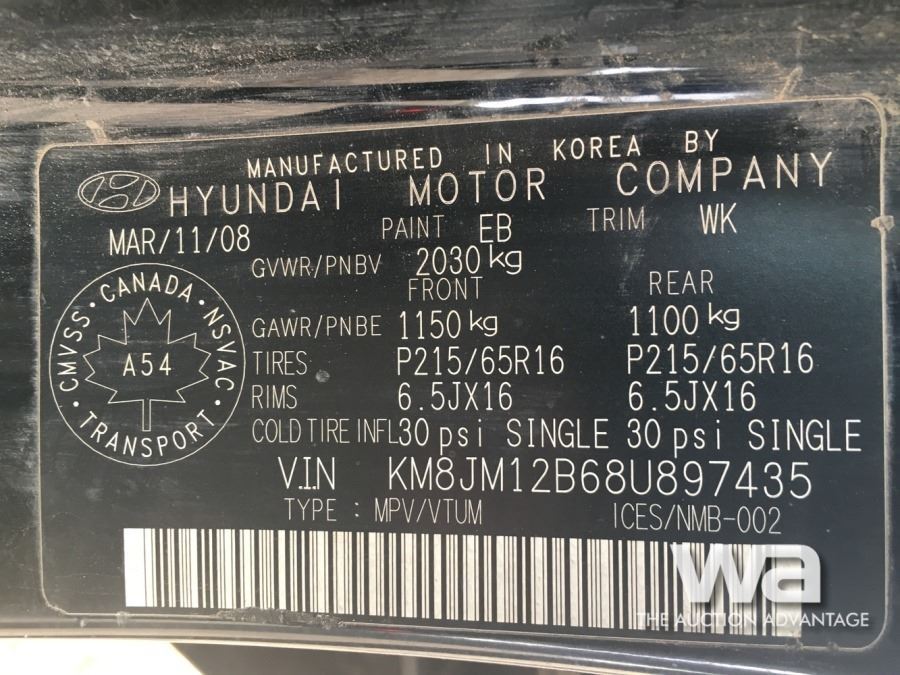 MANUFACTURED IN KOREA BY
HYUNDAI MOTOR COMPANY
MAR/11/08 PAINT EB TRIM WK
GVWR/PNBV 2030 kg
FRONT REAR
GAWR/PNBE 1150 kg 1100 kg
TIRES P215/65R16 P215/65R16
RIMS 6.5JX16 6.5JX16
COLD TIRE INFL 30 psi SINGLE 30 psi SINGLE
V.I.N KM8JM12B68U897435
TYPE : MPV/VTUM ICES/NMB-002
CMVSS · CANADA · NSVAC · TRANSPORT ·
A54
wa
THE AUCTION ADVANTAGE